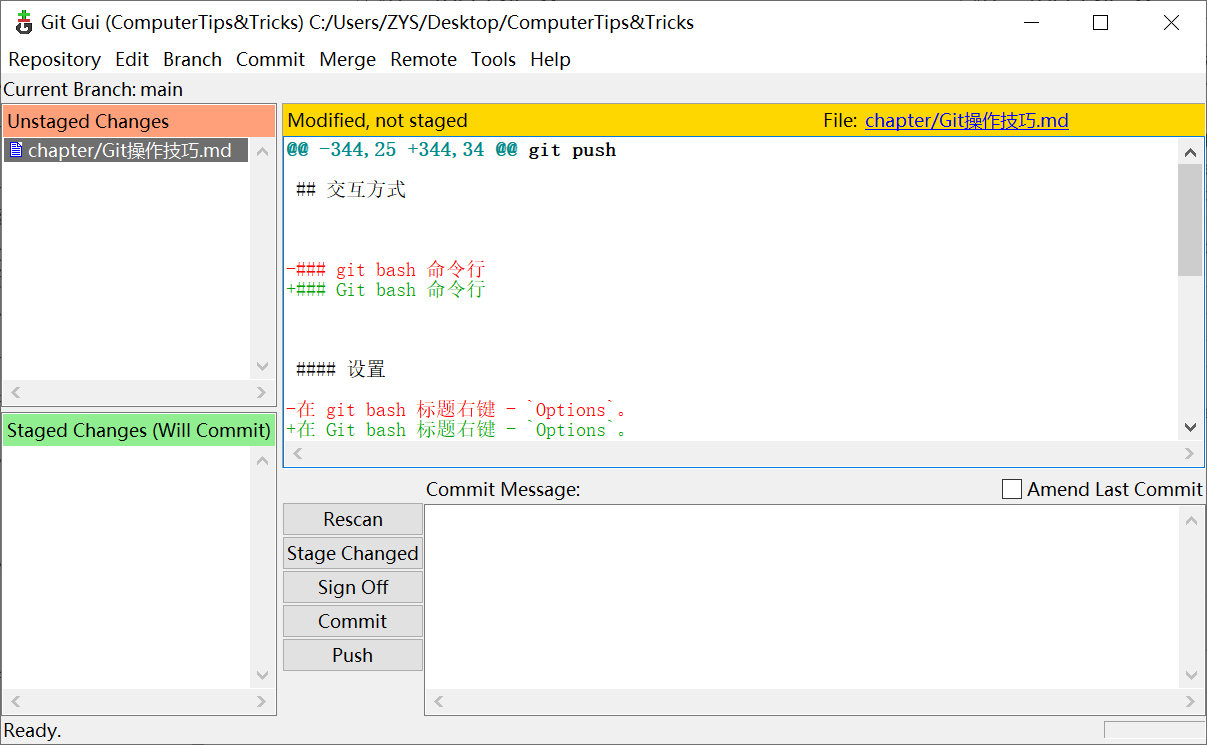 Git Gui (ComputerTips&Tricks) C:/Users/ZYS/Desktop/ComputerTips&Tricks
Repository Edit Branch Commit Merge Remote Tools Help
Current Branch: main
Unstaged Changes
chapter/Git操作技巧.md
Staged Changes (Will Commit)
Modified, not staged
File: chapter/Git操作技巧.md
@@ -344,25 +344,34 @@ git push
## 交互方式
-### git bash 命令行
+### Git bash 命令行
#### 设置
-在 git bash 标题右键 - `Options`。
+在 Git bash 标题右键 - `Options`。
Commit Message:
Amend Last Commit
Rescan
Stage Changed
Sign Off
Commit
Push
Ready.